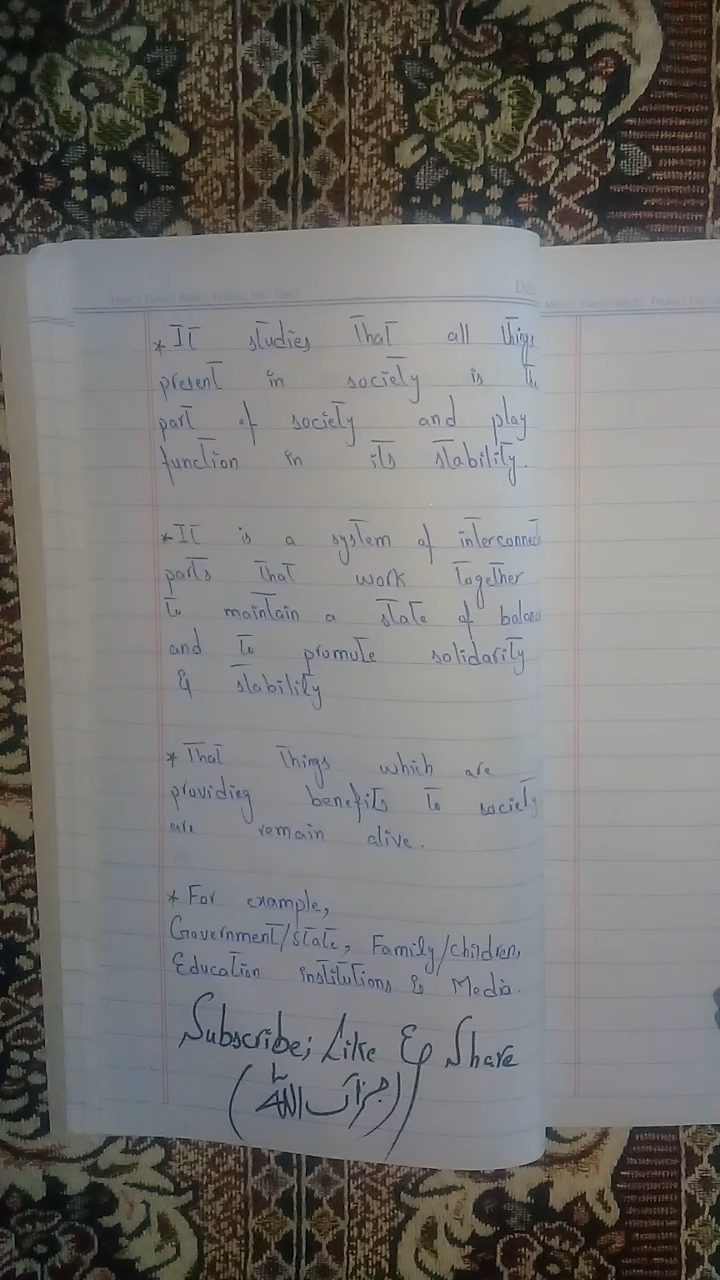 * It studies that all things
present in society is the
part of society and play
function in its stability.
* It is a system of interconnect
parts that work together
to maintain a state of balanc
and to promote solidarity
& stability
* That things which are
providing benefits to society
are remain alive.
* For example,
Government/state, Family/children,
Education institutions & Media.
Subscribe; Like & Share
(جزاک اللہ)